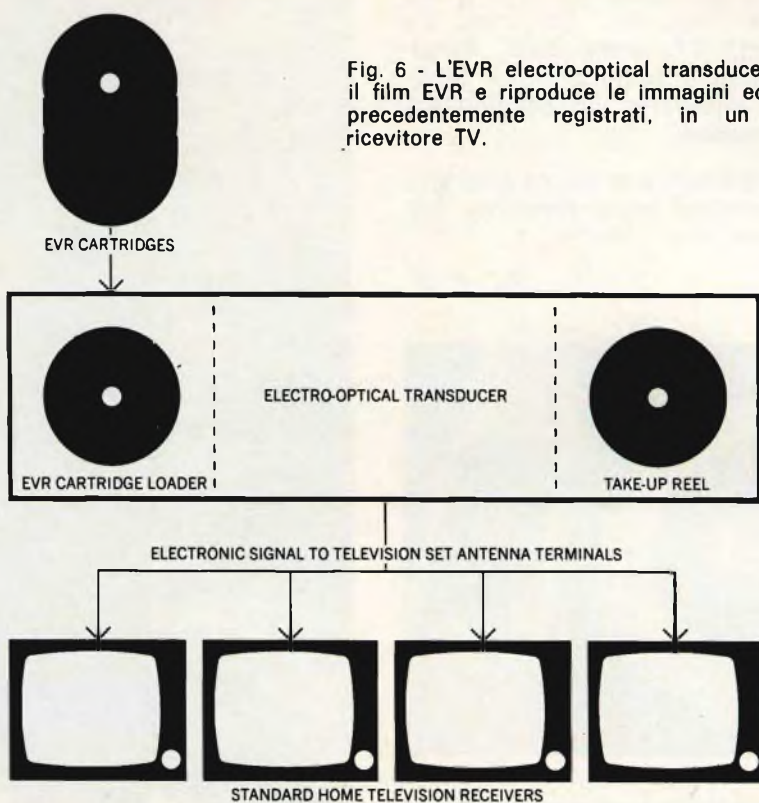 Fig. 6 - L'EVR electro-optical transduce
il film EVR e riproduce le immagini ed
precedentemente registrati, in un
ricevitore TV.
EVR CARTRIDGES
ELECTRO-OPTICAL TRANSDUCER
EVR CARTRIDGE LOADER
TAKE-UP REEL
ELECTRONIC SIGNAL TO TELEVISION SET ANTENNA TERMINALS
STANDARD HOME TELEVISION RECEIVERS